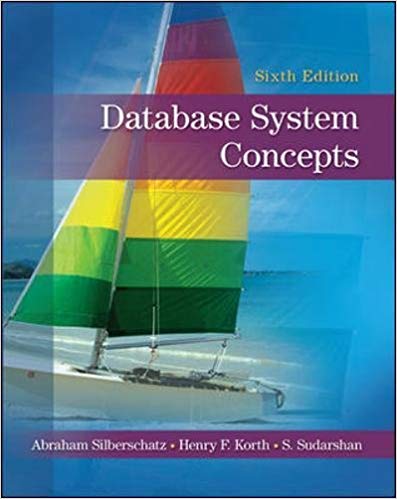 Sixth Edition
Database System
Concepts
Abraham Silberschatz • Henry F. Korth • S. Sudarshan